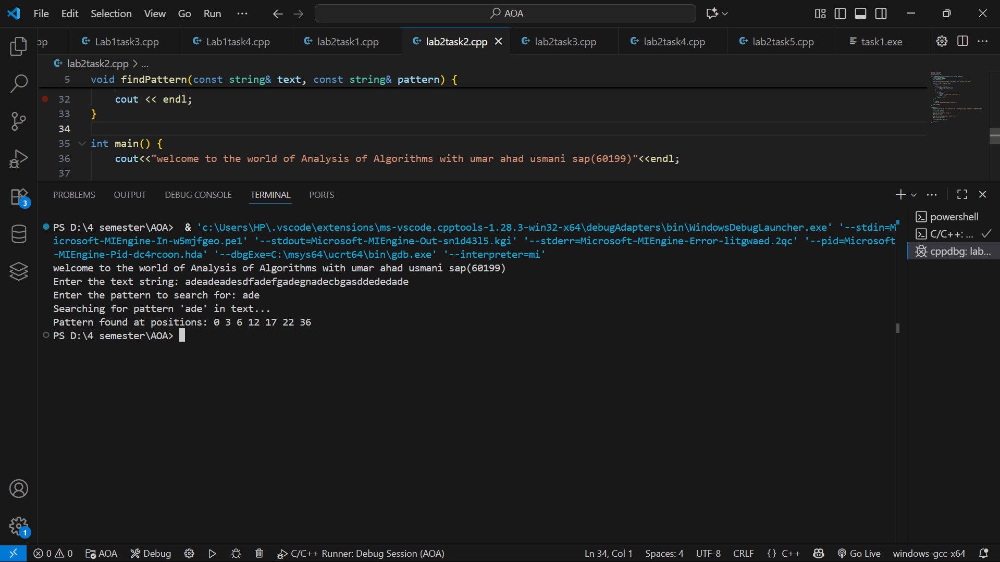 File Edit Selection View Go Run ··· AOA
pp Lab1task3.cpp Lab1task4.cpp lab2task1.cpp lab2task2.cpp lab2task3.cpp lab2task4.cpp lab2task5.cpp task1.exe
lab2task2.cpp > ...
5 void findPattern(const string& text, const string& pattern) {
32 cout << endl;
33 }
34
35 int main() {
36 cout<<"welcome to the world of Analysis of Algorithms with umar ahad usmani sap(60199)"<<endl;
37
PROBLEMS OUTPUT DEBUG CONSOLE TERMINAL PORTS
PS D:\4 semester\AOA>  & 'c:\Users\HP\.vscode\extensions\ms-vscode.cpptools-1.28.3-win32-x64\debugAdapters\bin\WindowsDebugLauncher.exe' '--stdin=M
icrosoft-MIEngine-In-w5mjfgeo.pe1' '--stdout=Microsoft-MIEngine-Out-sn1d43l5.kgi' '--stderr=Microsoft-MIEngine-Error-litgwaed.2qc' '--pid=Microsoft
-MIEngine-Pid-dc4rcoon.hda' '--dbgExe=C:\msys64\ucrt64\bin\gdb.exe' '--interpreter=mi'
welcome to the world of Analysis of Algorithms with umar ahad usmani sap(60199)
Enter the text string: adeadeadesdfadefgadegnadecbgasddededade
Enter the pattern to search for: ade
Searching for pattern 'ade' in text...
Pattern found at positions: 0 3 6 12 17 22 36
PS D:\4 semester\AOA>
powershell
C/C++: ...
cppdbg: lab...
3
1
0 0 AOA Debug C/C++ Runner: Debug Session (AOA) Ln 34, Col 1 Spaces: 4 UTF-8 CRLF {} C++ Go Live windows-gcc-x64